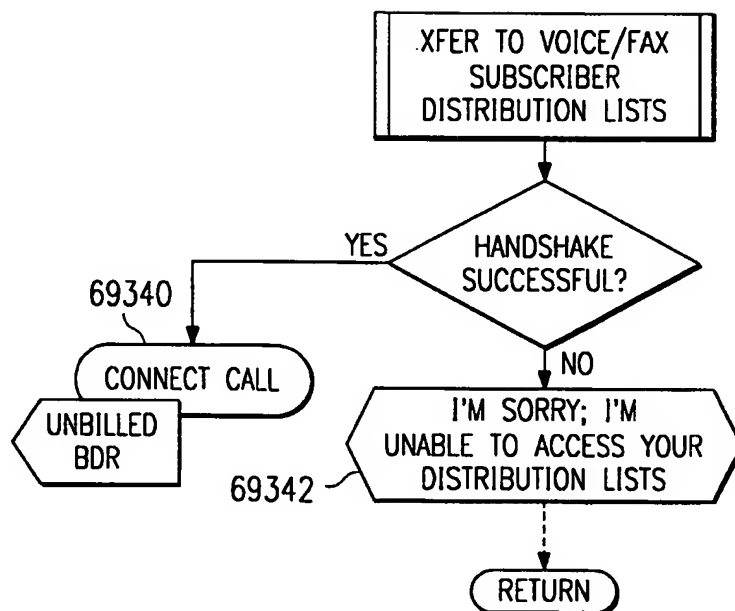 XFER TO VOICE/FAX
SUBSCRIBER
DISTRIBUTION LISTS
HANDSHAKE
SUCCESSFUL?
YES
NO
69340
CONNECT CALL
UNBILLED
BDR
I'M SORRY; I'M
UNABLE TO ACCESS YOUR
DISTRIBUTION LISTS
69342
RETURN